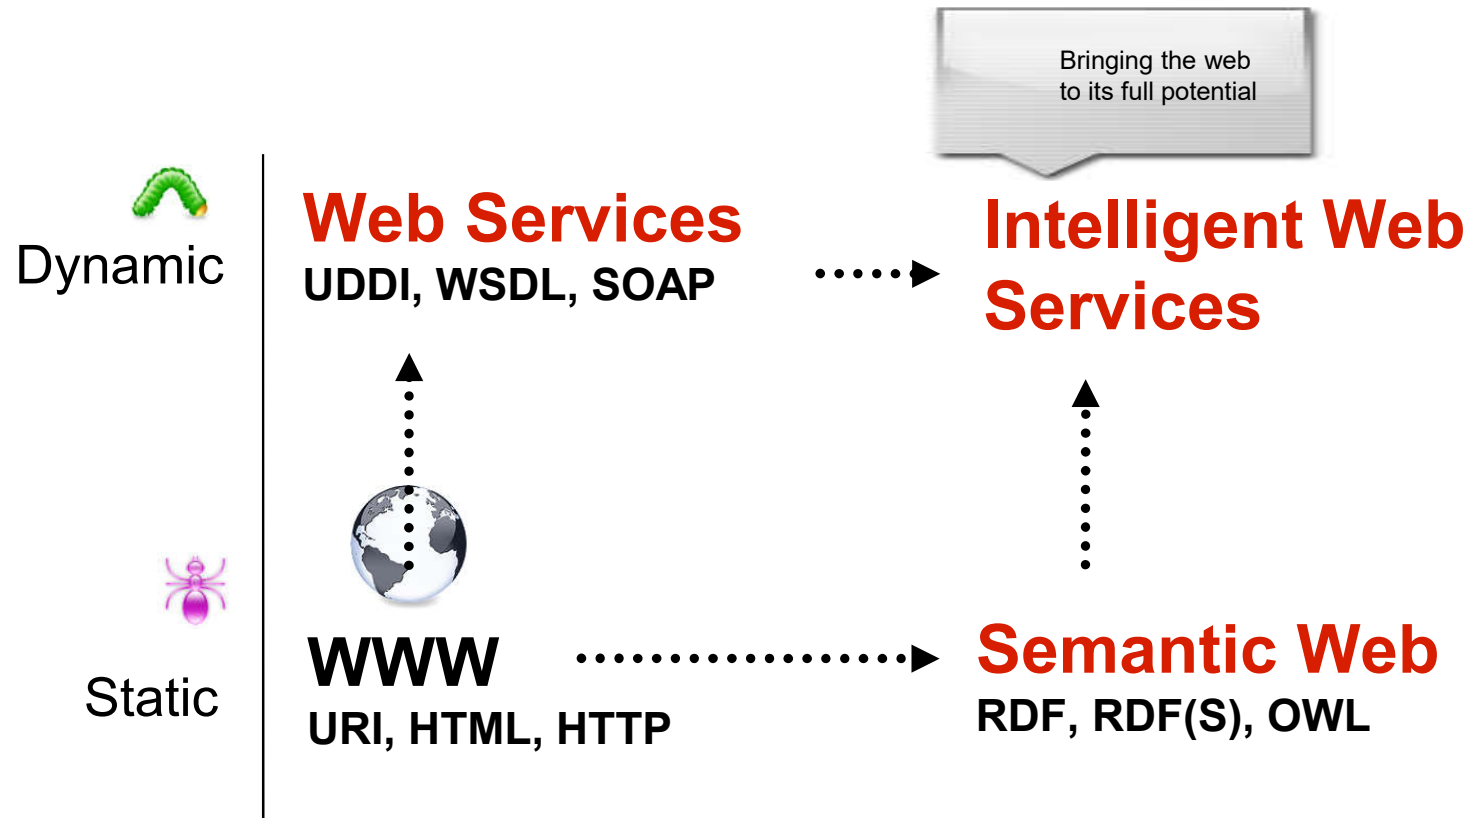 Bringing the web
to its full potential
Dynamic
Web Services
UDDI, WSDL, SOAP
Intelligent Web
Services
Static
WWW
URI, HTML, HTTP
Semantic Web
RDF, RDF(S), OWL